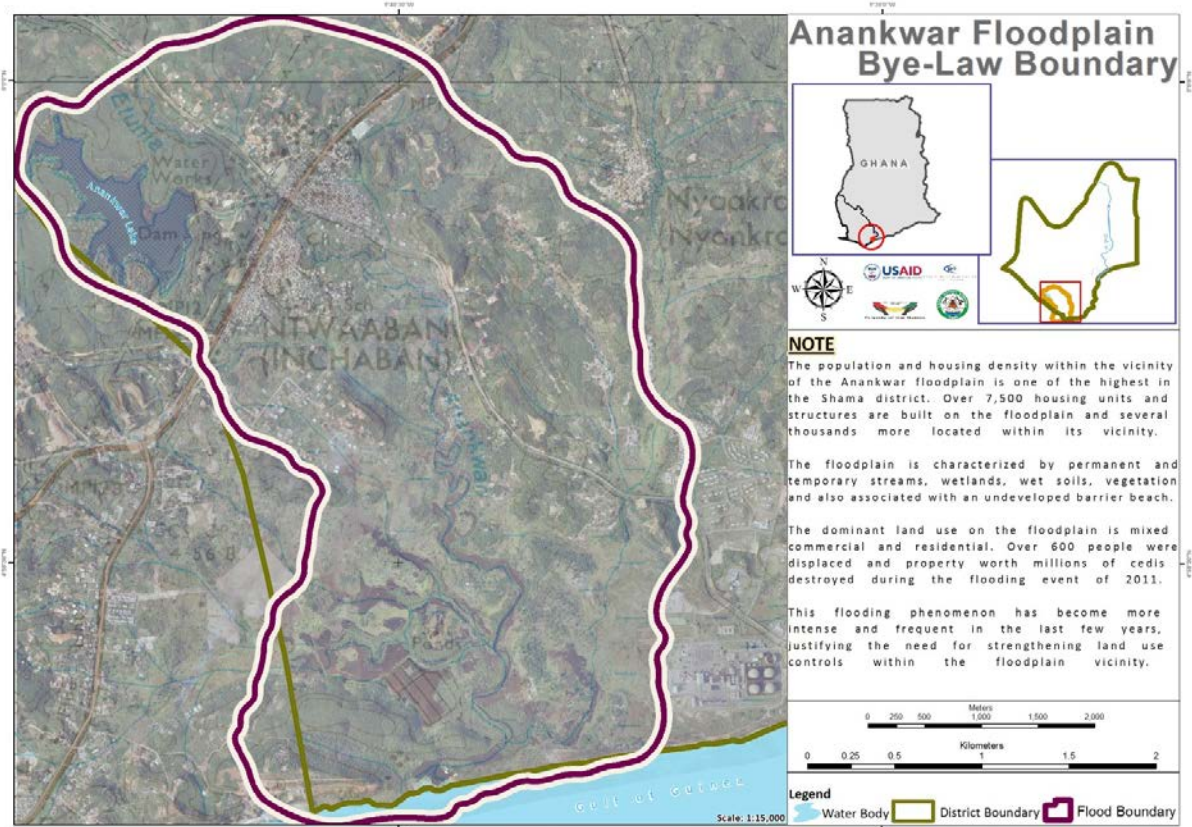 Anankwar Floodplain
Bye-Law Boundary
GHANA
N
W E
S
USAID
NOTE
The population and housing density within the vicinity
of the Anankwar floodplain is one of the highest in
the Shama district. Over 7,500 housing units and
structures are built on the floodplain and several
thousands more located within its vicinity.
The floodplain is characterized by permanent and
temporary streams, wetlands, wet soils, vegetation
and also associated with an undeveloped barrier beach.
The dominant land use on the floodplain is mixed
commercial and residential. Over 600 people were
displaced and property worth millions of cedis
destroyed during the flooding event of 2011.
This flooding phenomenon has become more
intense and frequent in the last few years,
justifying the need for strengthening land use
controls within the floodplain vicinity.
Meters
0 250 500 1,000 1,500 2,000
Kilometers
0 0.25 0.5 1 1.5 2
Legend
Water Body District Boundary Flood Boundary
Water
Works
Anankwar Lake
Dam
NTWAABAN
(INCHABAN)
Ponds
Gulf of Guinea
Scale: 1:15,000